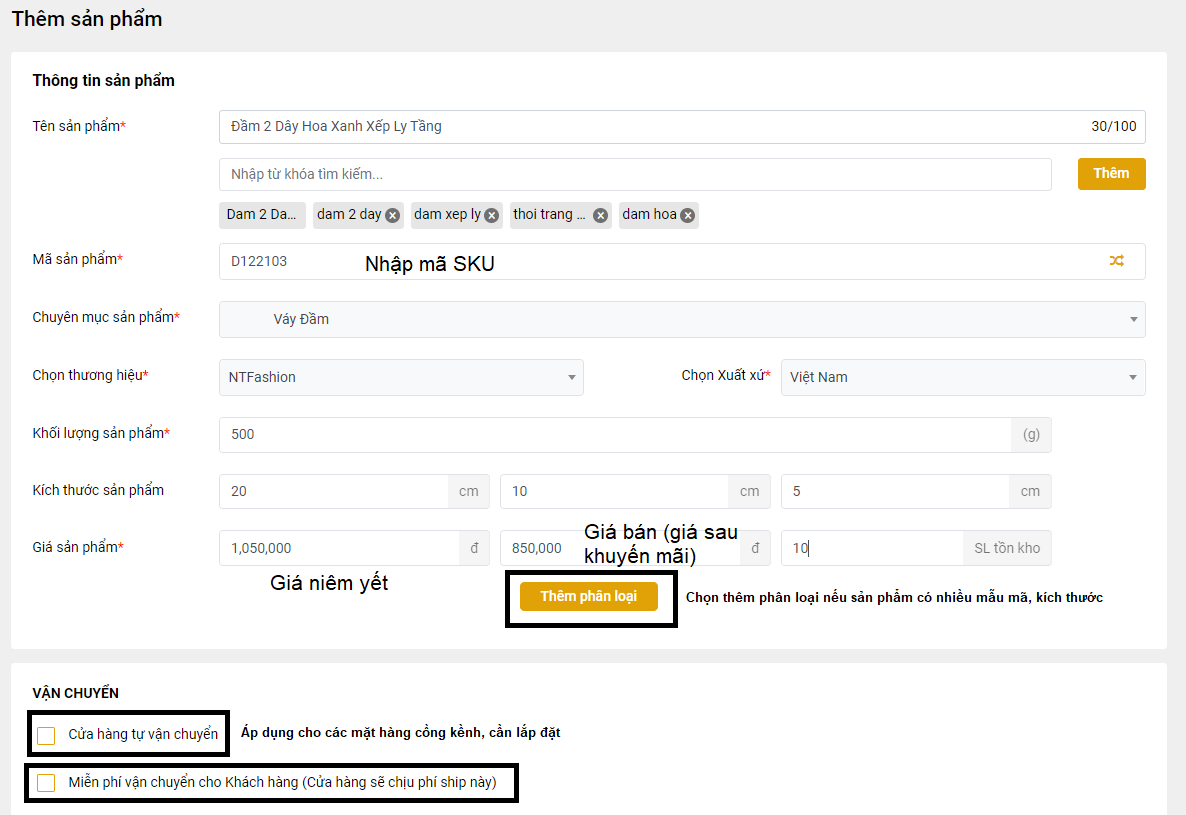 Thêm sản phẩm
Thông tin sản phẩm
Tên sản phẩm*
Đầm 2 Dây Hoa Xanh Xếp Ly Tầng
30/100
Nhập từ khóa tìm kiếm...
Thêm
Dam 2 Da...
dam 2 day
dam xep ly
thoi trang ...
dam hoa
Mã sản phẩm*
D122103
Nhập mã SKU
Chuyên mục sản phẩm*
Váy Đầm
Chọn thương hiệu*
NTFashion
Chọn Xuất xứ*
Việt Nam
Khối lượng sản phẩm*
500
(g)
Kích thước sản phẩm
20
cm
10
cm
5
cm
Giá sản phẩm*
1,050,000
đ
850,000
Giá bán (giá sau
khuyến mãi)
đ
10
SL tồn kho
Giá niêm yết
Thêm phân loại
Chọn thêm phân loại nếu sản phẩm có nhiều mẫu mã, kích thước
VẬN CHUYỂN
Cửa hàng tự vận chuyển
Áp dụng cho các mặt hàng cồng kềnh, cần lắp đặt
Miễn phí vận chuyển cho Khách hàng (Cửa hàng sẽ chịu phí ship này)